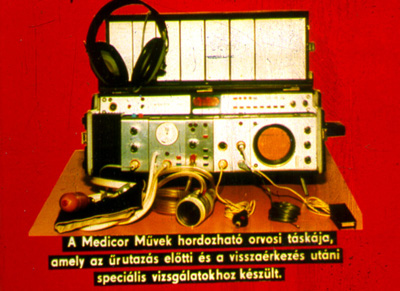 A Medicor Művek hordozható orvosi táskája,
amely az űrutazás előtti és a visszaérkezés utáni
speciális vizsgálatokhoz készült.